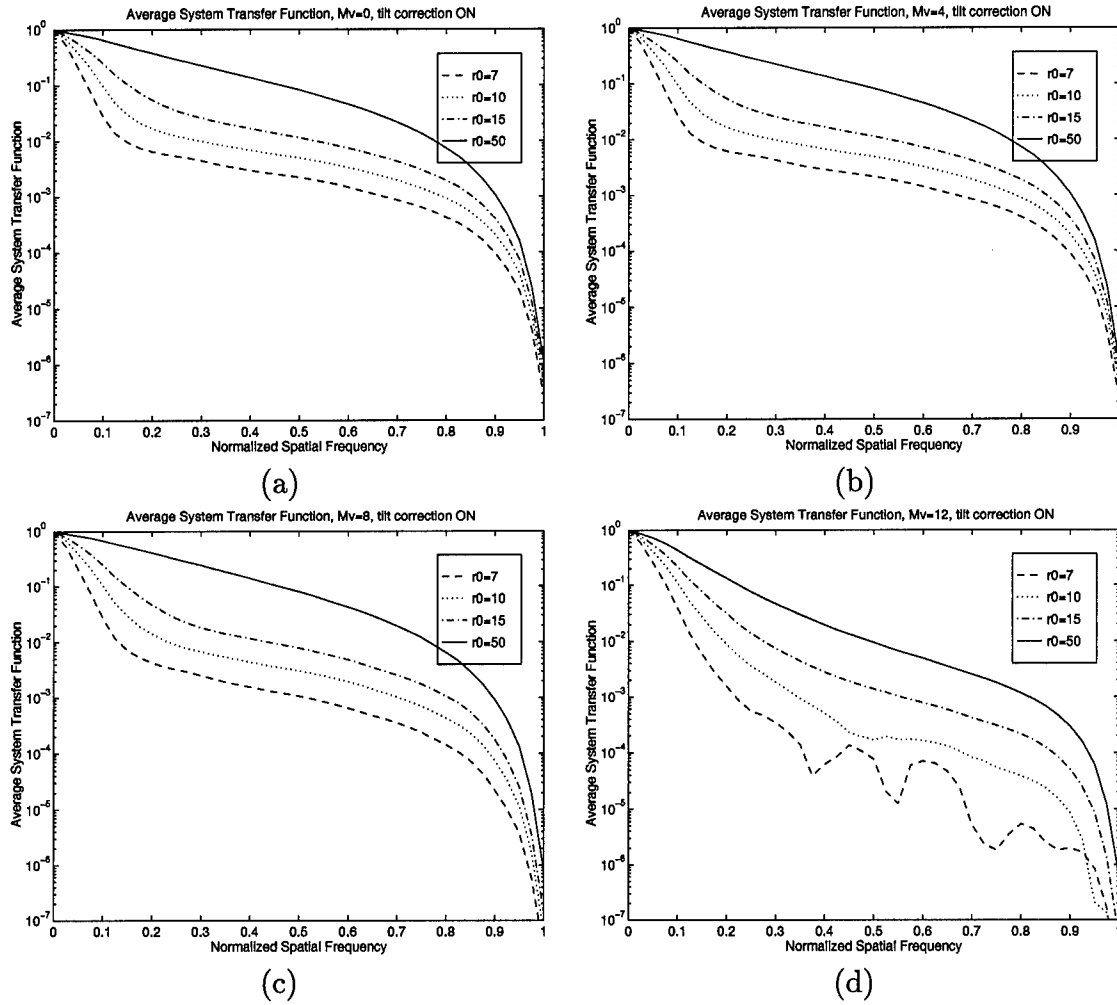 Average System Transfer Function, Mv=0, tilt correction ON
Average System Transfer Function
10^0
10^-1
10^-2
10^-3
10^-4
10^-5
10^-6
10^-7
r0=7
r0=10
r0=15
r0=50
0 0.1 0.2 0.3 0.4 0.5 0.6 0.7 0.8 0.9 1
Normalized Spatial Frequency
(a)
Average System Transfer Function, Mv=4, tilt correction ON
Average System Transfer Function
10^0
10^-1
10^-2
10^-3
10^-4
10^-5
10^-6
10^-7
r0=7
r0=10
r0=15
r0=50
0 0.1 0.2 0.3 0.4 0.5 0.6 0.7 0.8 0.9
Normalized Spatial Frequency
(b)
Average System Transfer Function, Mv=8, tilt correction ON
Average System Transfer Function
10^0
10^-1
10^-2
10^-3
10^-4
10^-5
10^-6
10^-7
r0=7
r0=10
r0=15
r0=50
0 0.1 0.2 0.3 0.4 0.5 0.6 0.7 0.8 0.9 1
Normalized Spatial Frequency
(c)
Average System Transfer Function, Mv=12, tilt correction ON
Average System Transfer Function
10^0
10^-1
10^-2
10^-3
10^-4
10^-5
10^-6
10^-7
r0=7
r0=10
r0=15
r0=50
0 0.1 0.2 0.3 0.4 0.5 0.6 0.7 0.8 0.9
Normalized Spatial Frequency
(d)